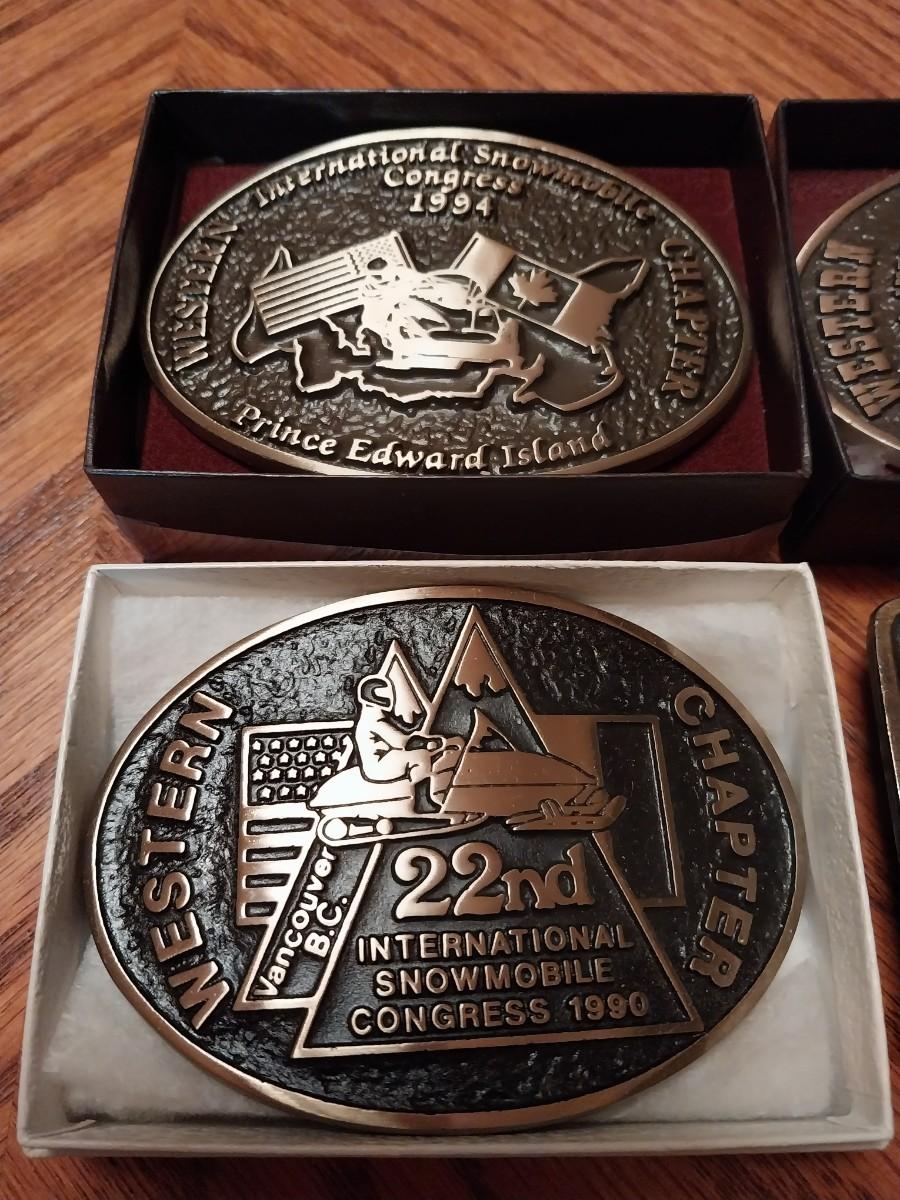 International Snowmobile
Congress
1994
WESTERN
CHAPTER
Prince Edward Island
WESTERN
WESTERN
CHAPTER
Vancouver
B.C.
22nd
INTERNATIONAL
SNOWMOBILE
CONGRESS 1990